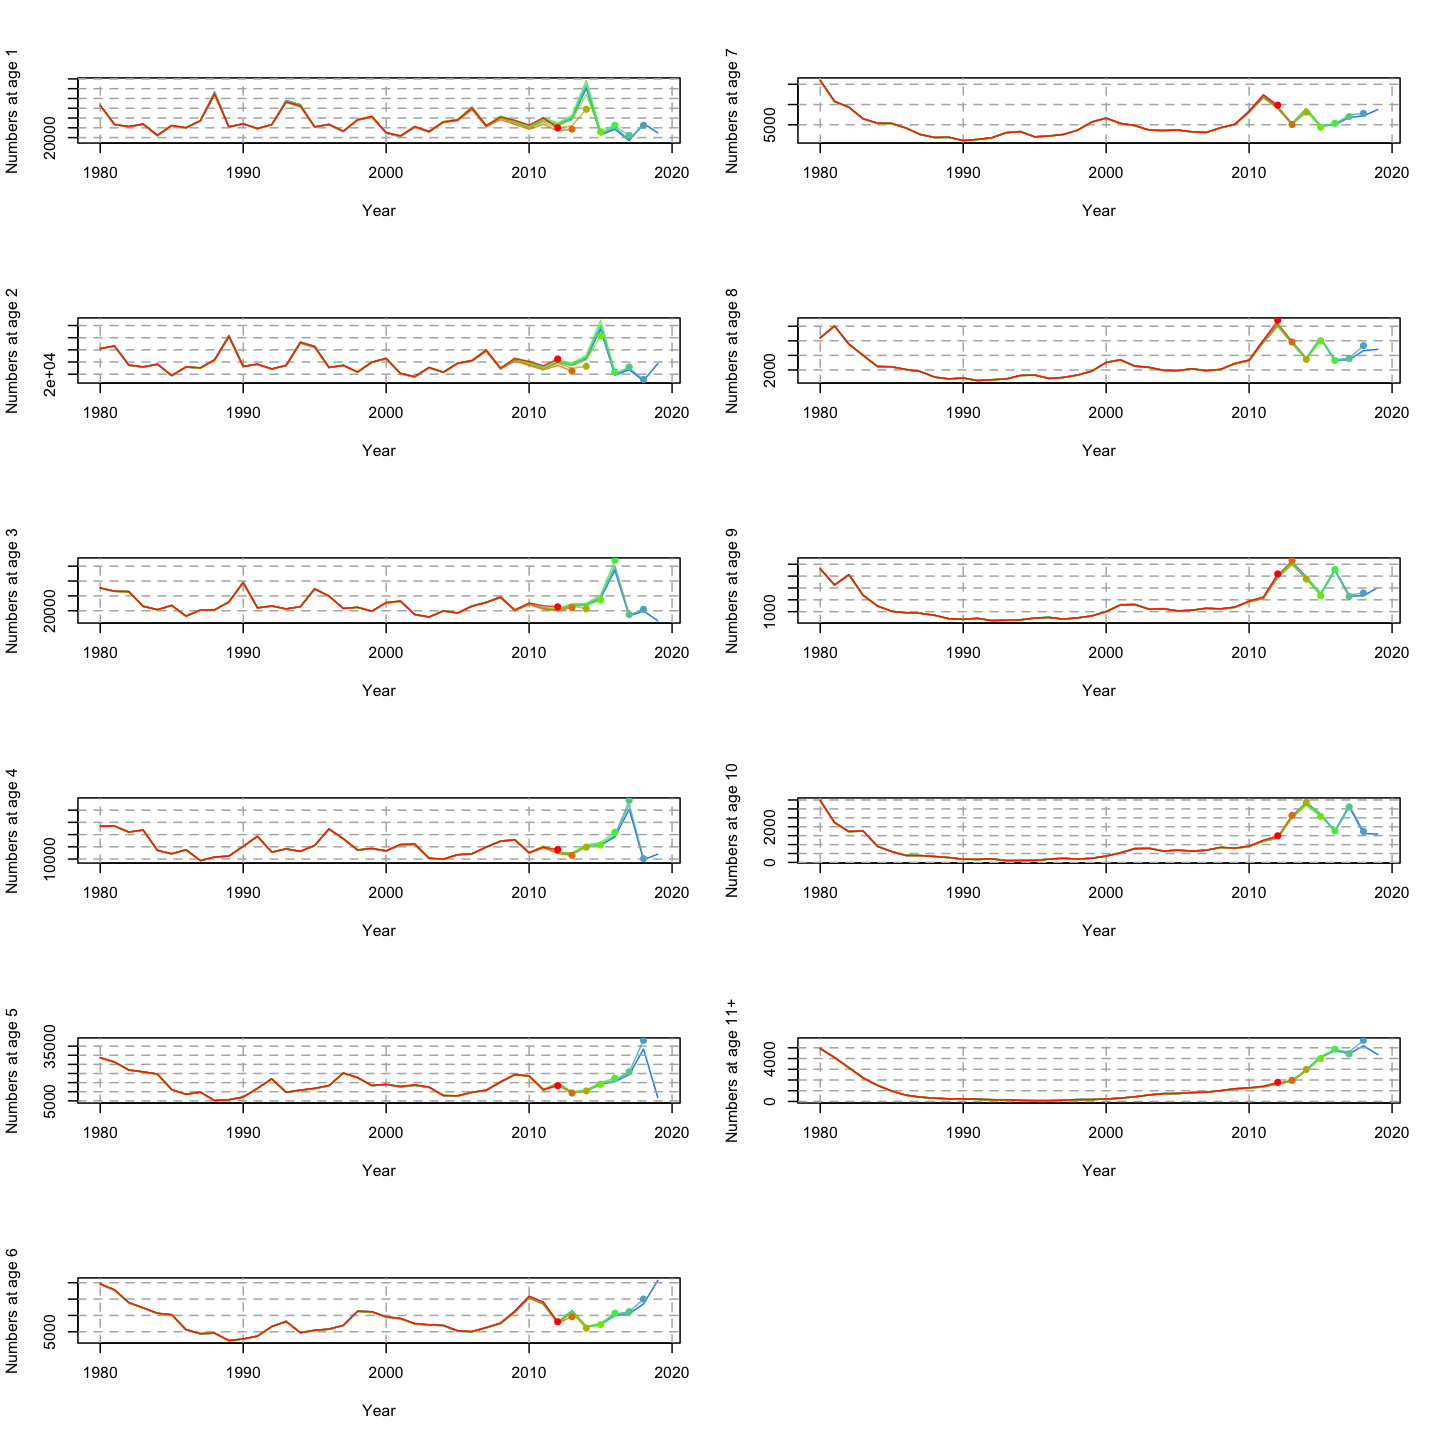 Numbers at age 1
20000
1980 1990 2000 2010 2020
Year
Numbers at age 2
2e+04
1980 1990 2000 2010 2020
Year
Numbers at age 3
20000
1980 1990 2000 2010 2020
Year
Numbers at age 4
10000
1980 1990 2000 2010 2020
Year
Numbers at age 5
5000 35000
1980 1990 2000 2010 2020
Year
Numbers at age 6
5000
1980 1990 2000 2010 2020
Year
Numbers at age 7
5000
1980 1990 2000 2010 2020
Year
Numbers at age 8
2000
1980 1990 2000 2010 2020
Year
Numbers at age 9
1000
1980 1990 2000 2010 2020
Year
Numbers at age 10
0 2000
1980 1990 2000 2010 2020
Year
Numbers at age 11+
0 4000
1980 1990 2000 2010 2020
Year